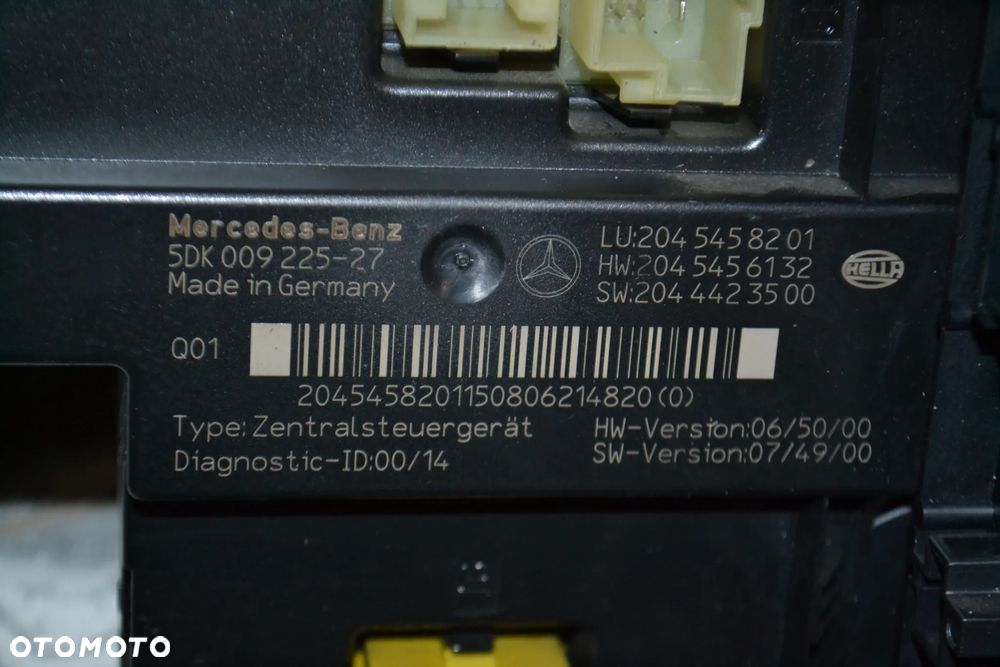 Mercedes-Benz
5DK 009 225-27
Made in Germany
LU:204 545 82 01
HW:204 545 61 32
SW:204 442 35 00
HELLA
Q01
2045458201150806214820(0)
Type: Zentralsteuergerät
Diagnostic-ID:00/14
HW-Version:06/50/00
SW-Version:07/49/00
OTOMOTO